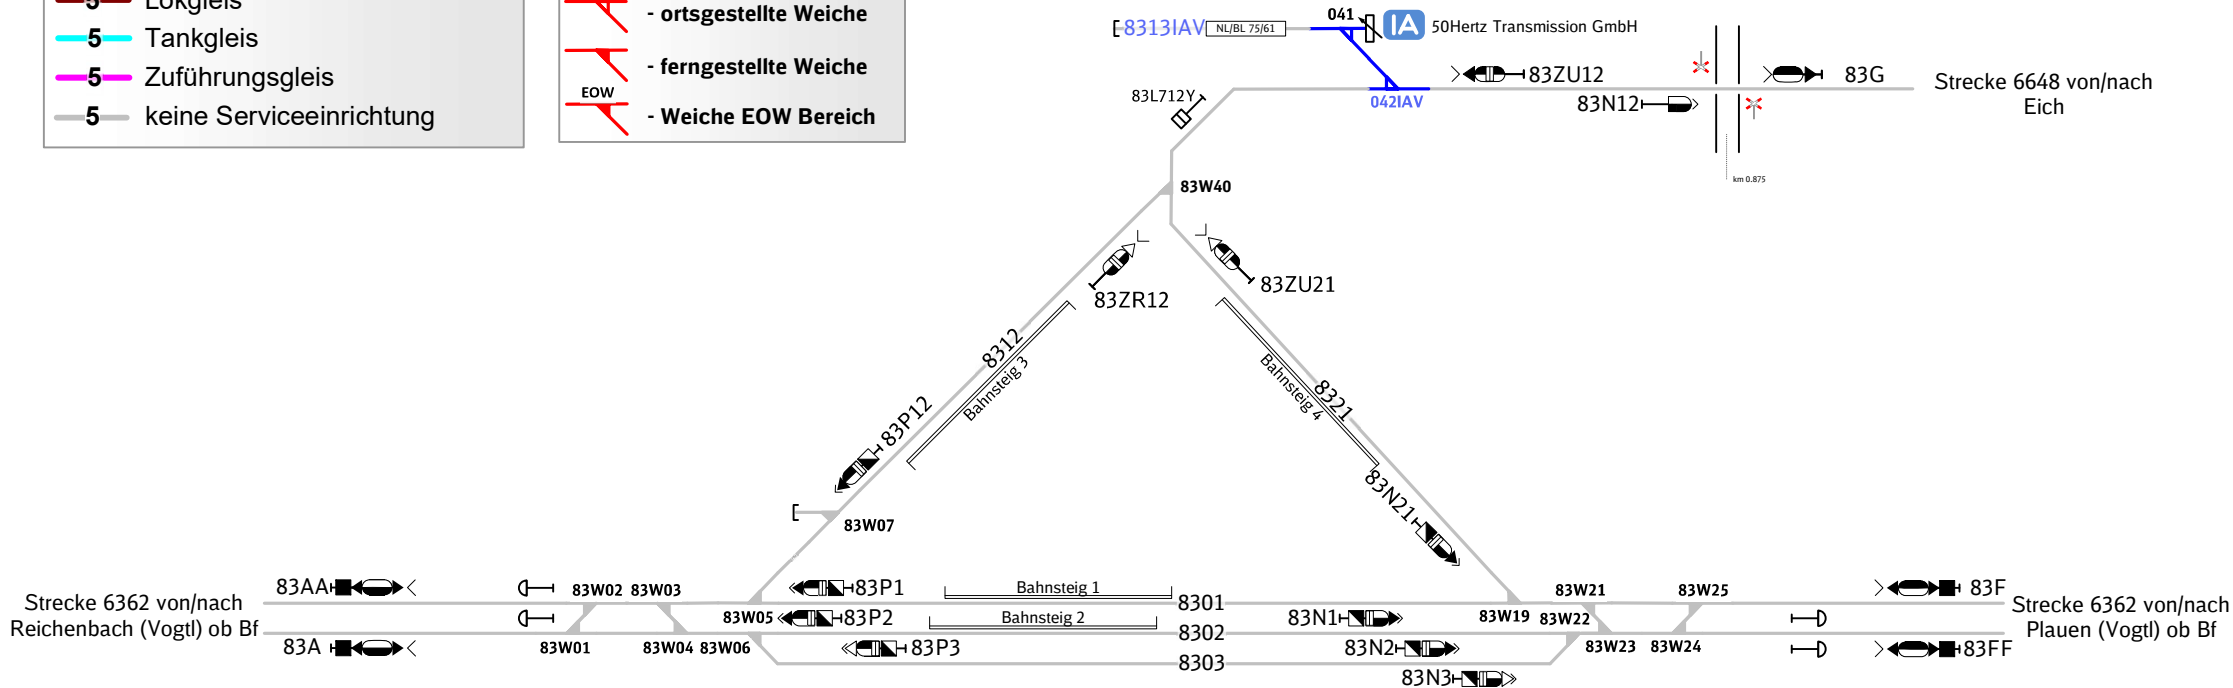 5 Lokgleis
5 Tankgleis
5 Zuführungsgleis
5 keine Serviceeinrichtung
- ortsgestellte Weiche
- ferngestellte Weiche
EOW
- Weiche EOW Bereich
8313IAV
NL/BL 75/61
041
IA
50Hertz Transmission GmbH
042IAV
83ZU12
83G
83N12
Strecke 6648 von/nach
Eich
km 0.875
83L712Y
83W40
83ZR12
83ZU21
8312
Bahnsteig 3
8321
Bahnsteig 4
83P12
83N21
83W07
83AA
83W02
83W03
83P1
Bahnsteig 1
8301
83W21
83W25
83F
Strecke 6362 von/nach
Reichenbach (Vogtl) ob Bf
83W05
83P2
Bahnsteig 2
8302
83N1
83W19
83W22
Strecke 6362 von/nach
Plauen (Vogtl) ob Bf
83A
83W01
83W04
83W06
83P3
8303
83N2
83W23
83W24
83FF
83N3